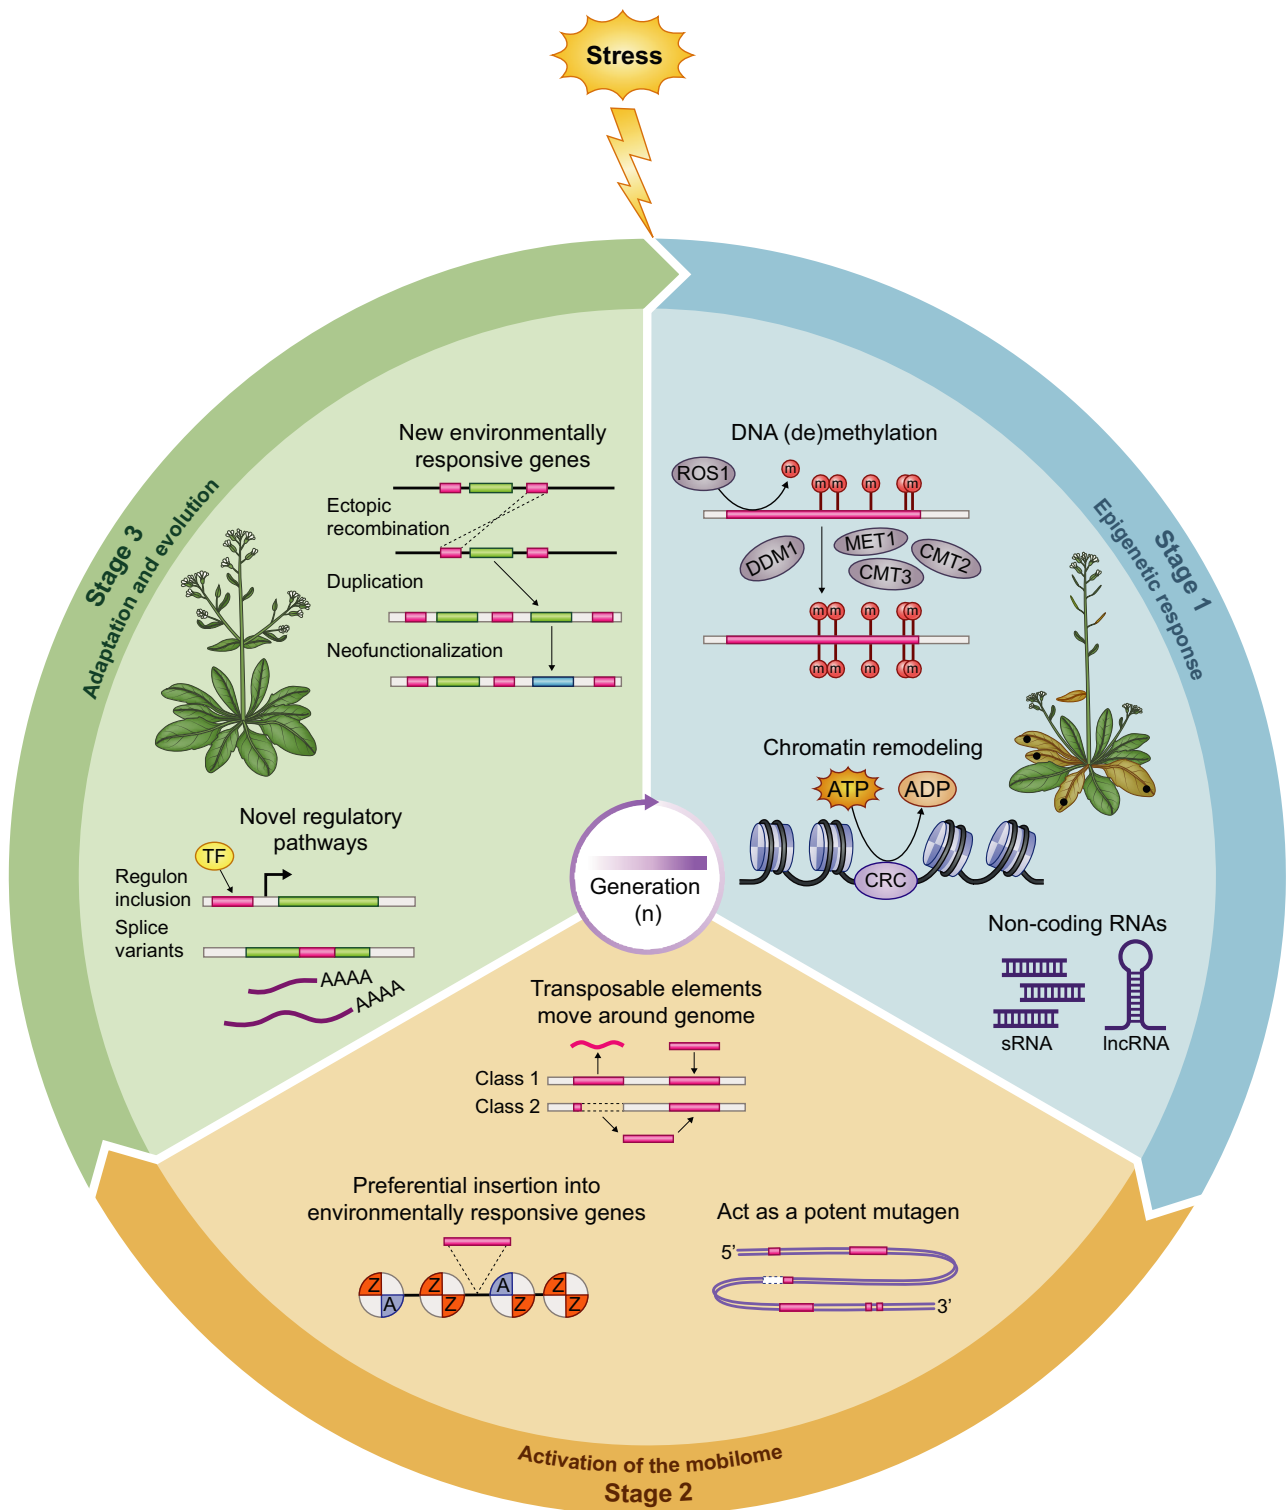 Stress
Stage 1
Epigenetic response
DNA (de)methylation
ROS1
m
m
m
m
m
m
DDM1
MET1
CMT3
CMT2
m
m
m
m
m
m
m
m
m
m
Chromatin remodeling
ATP
ADP
CRC
Non-coding RNAs
sRNA
lncRNA
Generation
(n)
Transposable elements
move around genome
Class 1
Class 2
Preferential insertion into
environmentally responsive genes
Z
A
Z
Z
A
Z
Z
Z
Act as a potent mutagen
5’
3’
Activation of the mobilome
Stage 2
Stage 3
Adaptation and evolution
New environmentally
responsive genes
Ectopic
recombination
Duplication
Neofunctionalization
Novel regulatory
pathways
TF
Regulon
inclusion
Splice
variants
AAAA
AAAA